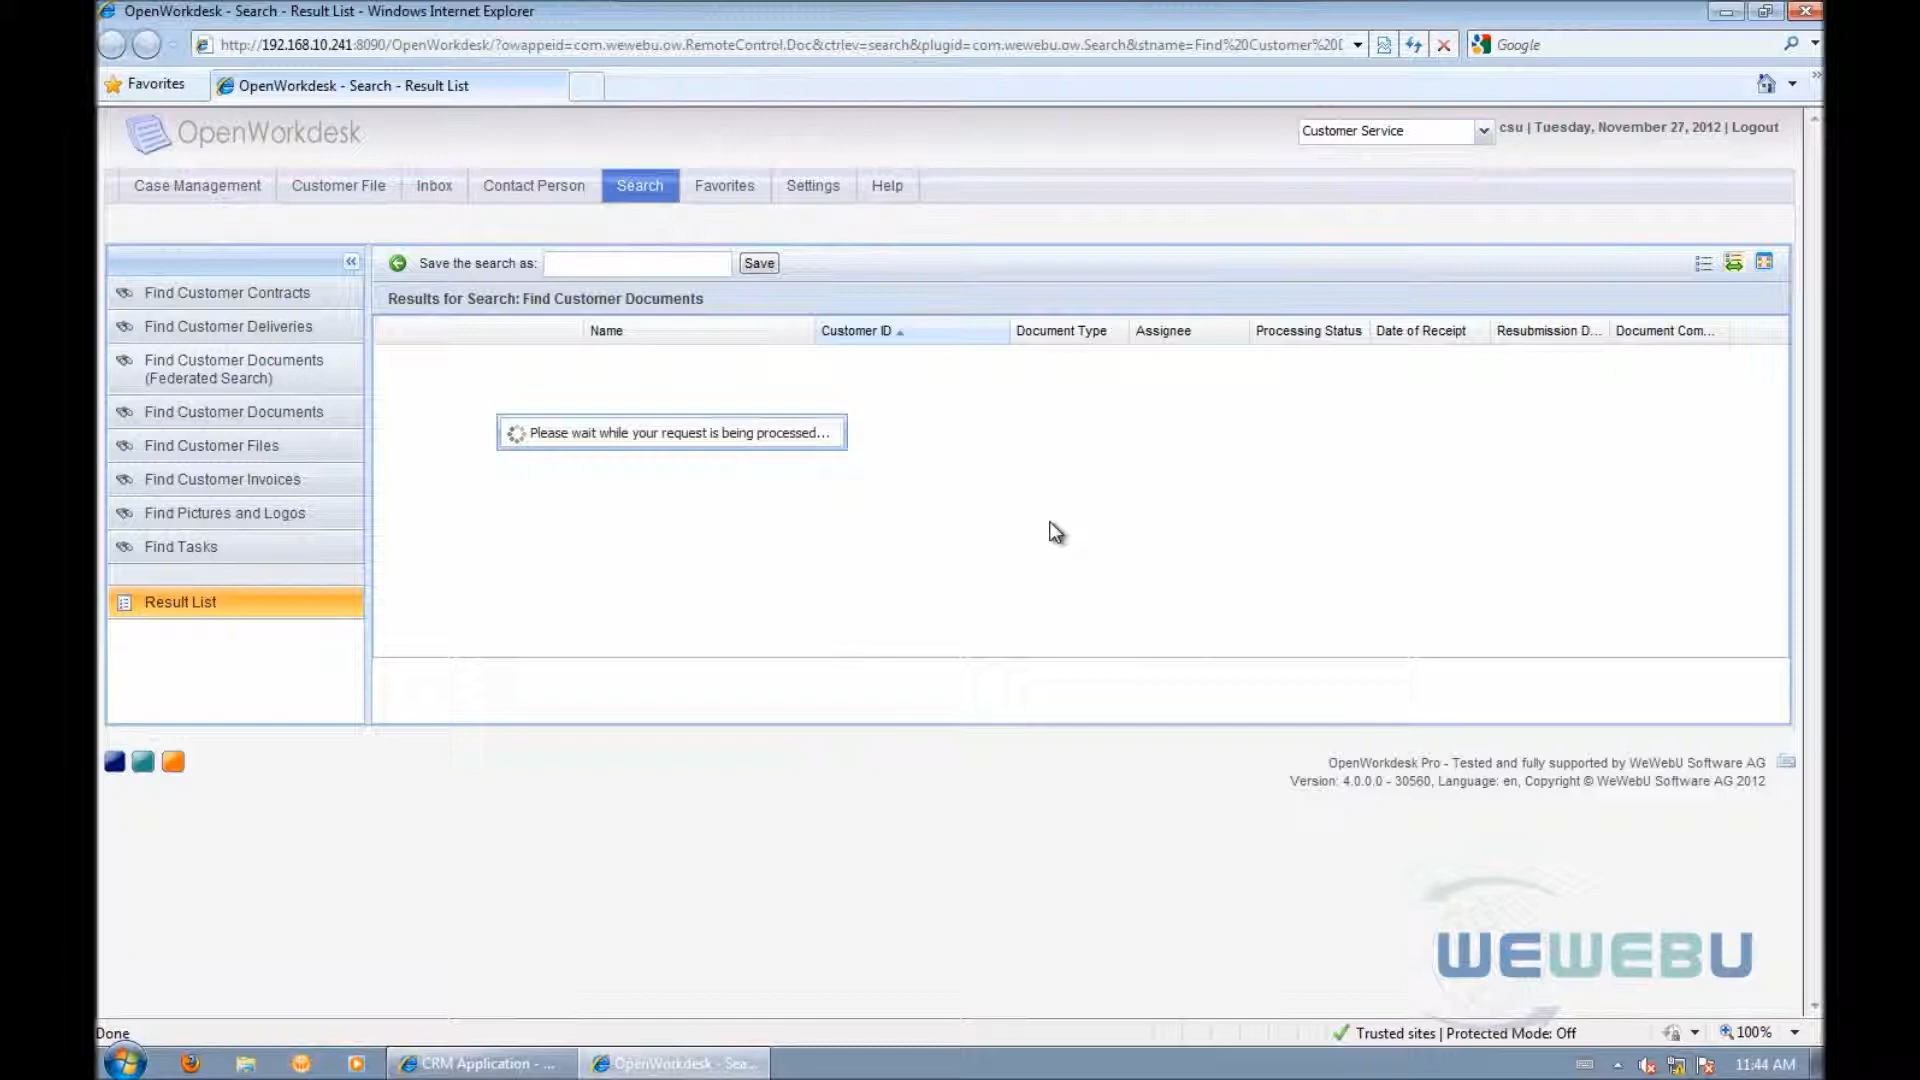 OpenWorkdesk - Search - Result List - Windows Internet Explorer
http://192.168.10.241:8090/OpenWorkdesk/?owappeid=com.wewebu.ow.RemoteControl.Doc&ctrlev=search&plugid=com.wewebu.ow.Search&stname=Find%20Customer%20D
Google
Favorites
OpenWorkdesk - Search - Result List
OpenWorkdesk
Customer Service
csu | Tuesday, November 27, 2012 | Logout
Case Management
Customer File
Inbox
Contact Person
Search
Favorites
Settings
Help
Save the search as:
Save
Find Customer Contracts
Find Customer Deliveries
Find Customer Documents
(Federated Search)
Find Customer Documents
Find Customer Files
Find Customer Invoices
Find Pictures and Logos
Find Tasks
Result List
Results for Search: Find Customer Documents
Name
Customer ID
Document Type
Assignee
Processing Status
Date of Receipt
Resubmission D...
Document Com...
Please wait while your request is being processed...
OpenWorkdesk Pro - Tested and fully supported by WeWebU Software AG
Version: 4.0.0.0 - 30560, Language: en, Copyright © WeWebU Software AG 2012
WEWEBU
Done
Trusted sites | Protected Mode: Off
100%
CRM Application - ...
OpenWorkdesk - Sea...
11:44 AM